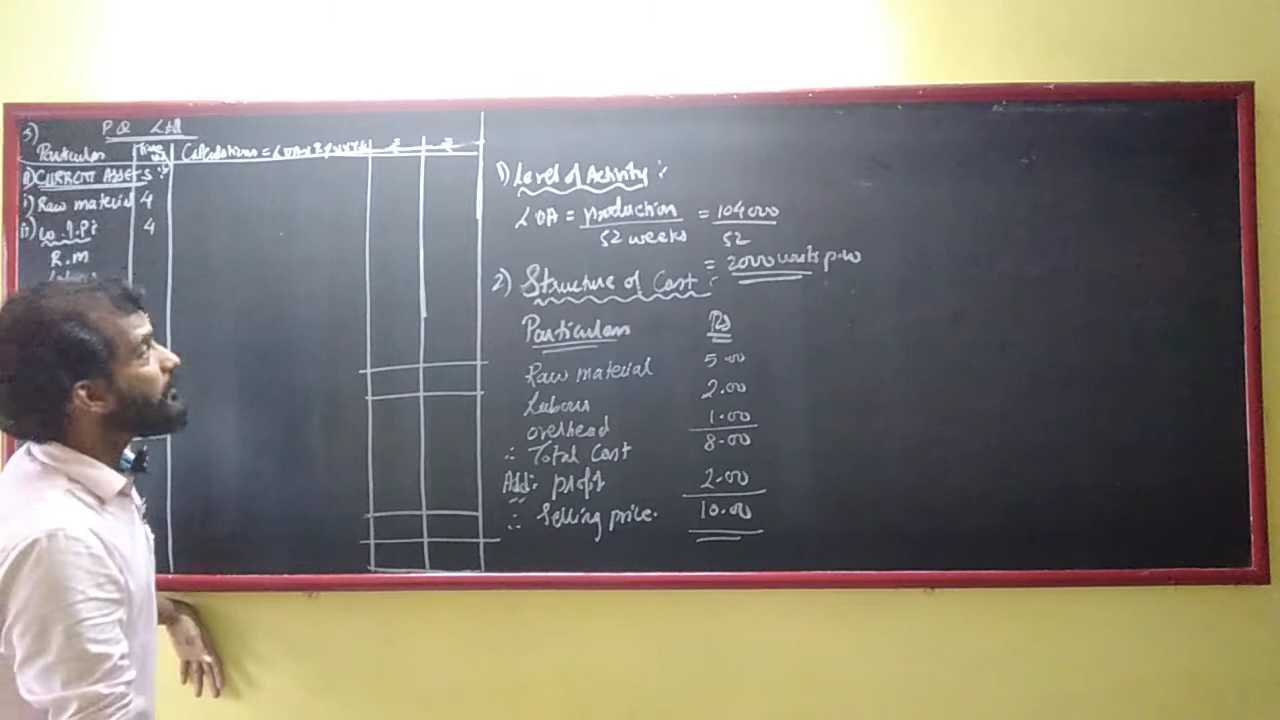 3) P Q Ltd
Particulars
A) CURRENT ASSETS :
i) Raw material 4
ii) W.I.P: 4
R.M
1) Level of Activity :
LOA = production / 52 weeks = 104000 / 52
= 2000 units p.w
2) Structure of Cost :
Particulars Rs
Raw material 5.00
Labour 2.00
overhead 1.00
∴ Total Cost 8.00
Add: profit 2.00
∴ Selling price. 10.00